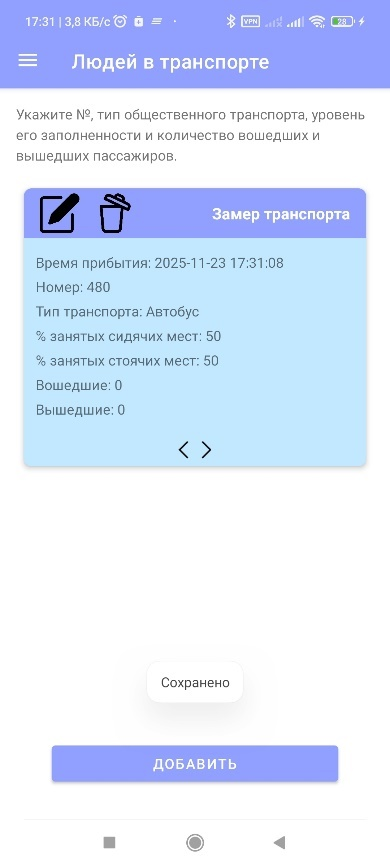 17:31 | 3,8 КБ/с
VPN
28
Людей в транспорте
Укажите №, тип общественного транспорта, уровень
его заполненности и количество вошедших и
вышедших пассажиров.
Замер транспорта
Время прибытия: 2025-11-23 17:31:08
Номер: 480
Тип транспорта: Автобус
% занятых сидячих мест: 50
% занятых стоячих мест: 50
Вошедшие: 0
Вышедшие: 0
Сохранено
ДОБАВИТЬ